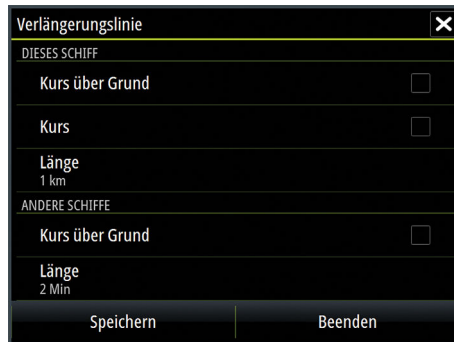 Verlängerungslinie
DIESES SCHIFF
Kurs über Grund
Kurs
Länge
1 km
ANDERE SCHIFFE
Kurs über Grund
Länge
2 Min
Speichern
Beenden